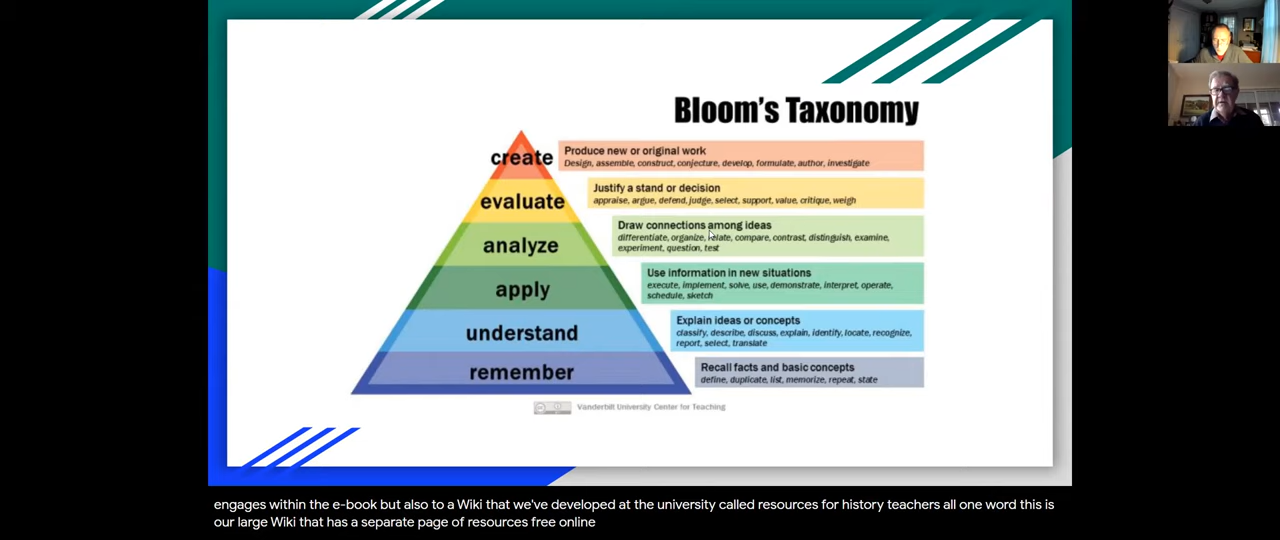 Bloom's Taxonomy
create
Produce new or original work
Design, assemble, construct, conjecture, develop, formulate, author, investigate
evaluate
Justify a stand or decision
appraise, argue, defend, judge, select, support, value, critique, weigh
analyze
Draw connections among ideas
differentiate, organize, relate, compare, contrast, distinguish, examine,
experiment, question, test
apply
Use information in new situations
execute, implement, solve, use, demonstrate, interpret, operate,
schedule, sketch
understand
Explain ideas or concepts
classify, describe, discuss, explain, identify, locate, recognize,
report, select, translate
remember
Recall facts and basic concepts
define, duplicate, list, memorize, repeat, state
Vanderbilt University Center for Teaching
engages within the e-book but also to a Wiki that we've developed at the university called resources for history teachers all one word this is
our large Wiki that has a separate page of resources free online